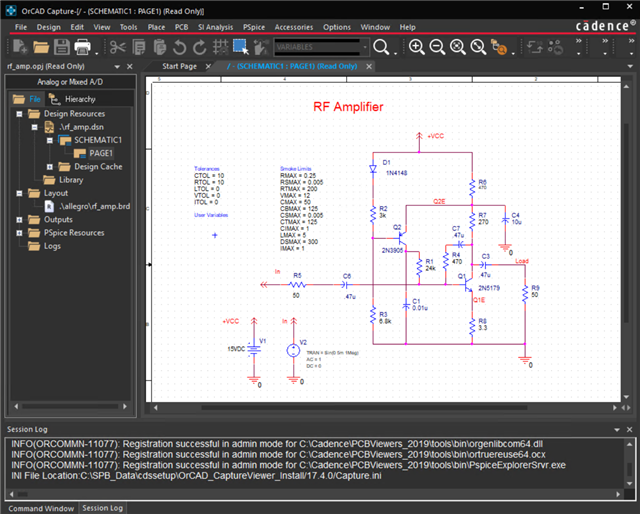 OrCAD Capture-[/ - (SCHEMATIC1 : PAGE1) (Read Only)]
File Design Edit View Tools Place PCB SI Analysis PSpice Accessories Options Window Help
cadence
VARIABLES
rf_amp.opj (Read Only)
Start Page
/ - (SCHEMATIC1 : PAGE1) (Read Only)
Analog or Mixed A/D
File Hierarchy
Design Resources
.\rf_amp.dsn
SCHEMATIC1
PAGE1
Design Cache
Library
Layout
.\allegro\rf_amp.brd
Outputs
PSpice Resources
Logs
5 4 3 2
RF Amplifier
+VCC
D1
1N4148
Tolerances
CTOL = 10
RTOL = 10
LTOL = 0
VTOL = 0
ITOL = 0
User Variables
Smoke Limits
RMAX = 0.25
RSMAX = 0.005
RTMAX = 200
VMAX = 12
CMAX = 50
CBMAX = 125
CSMAX = 0.005
CTMAX = 125
CIMAX = 1
LMAX = 5
DSMAX = 300
IMAX = 1
R6
470
Q2E
R2
3k
R7
270
C4
10u
0
Q2
2N3905
C7
.47u
R1
24k
R4
470
C3
.47u
Load
In
R5
50
C6
.47u
Q1
2N5179
Q1E
R9
50
C1
0.01u
R3
6.8k
R8
3.3
0
+VCC
V1
15VDC
0
In
V2
TRAN = Sin(0 5m 1Meg)
AC = 1
DC = 0
0
Session Log
INFO(ORCOMMN-11077): Registration successful in admin mode for C:\Cadence\PCBViewers_2019\tools\bin\orgenlibcom64.dll
INFO(ORCOMMN-11077): Registration successful in admin mode for C:\Cadence\PCBViewers_2019\tools\bin\ortruereuse64.ocx
INFO(ORCOMMN-11077): Registration successful in admin mode for C:\Cadence\PCBViewers_2019\tools\bin\PspiceExplorerSrvr.exe
INI File Location:C:\SPB_Data\cdssetup\OrCAD_CaptureViewer_Install/17.4.0/Capture.ini
Command Window Session Log